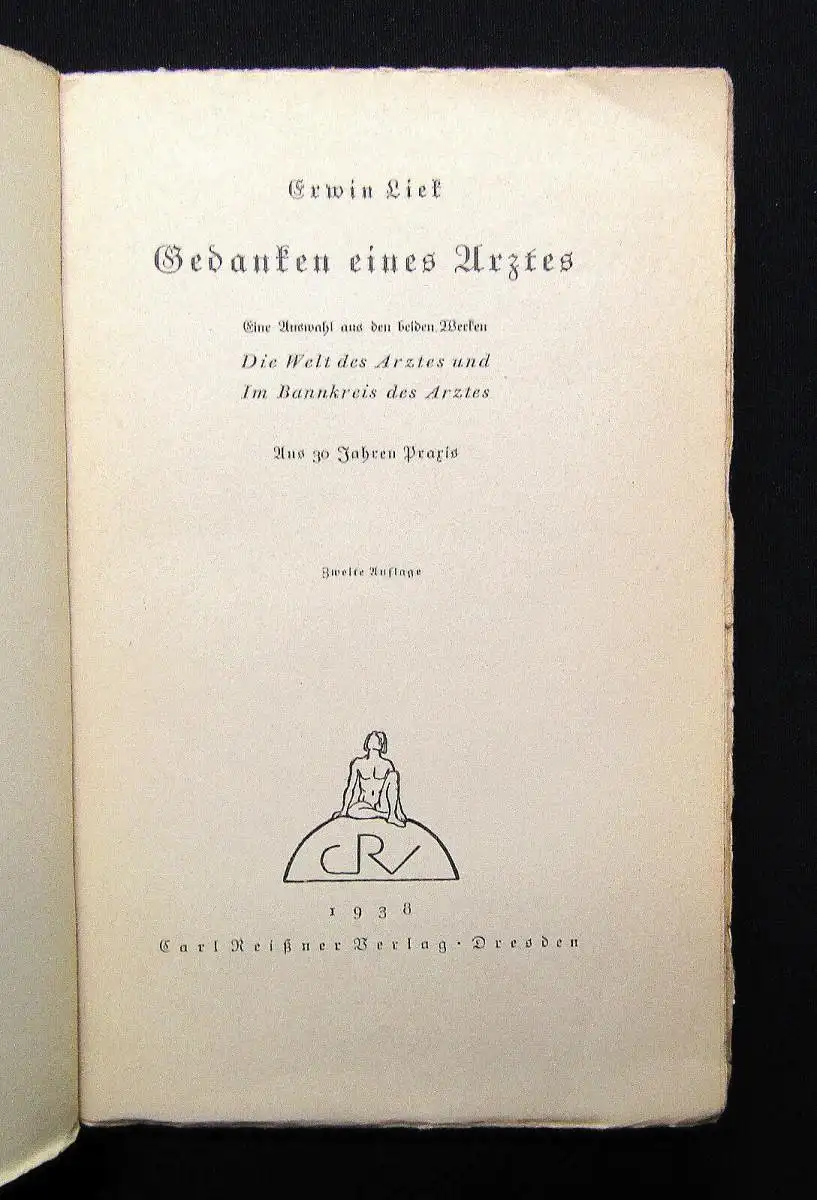 Erwin Liek
Gedanken eines Arztes
Eine Auswahl aus den beiden Werken
Die Welt des Arztes und
Im Bannkreis des Arztes
Aus 30 Jahren Praxis
Zweite Auflage
CRV
1938
Carl Reißner Verlag · Dresden